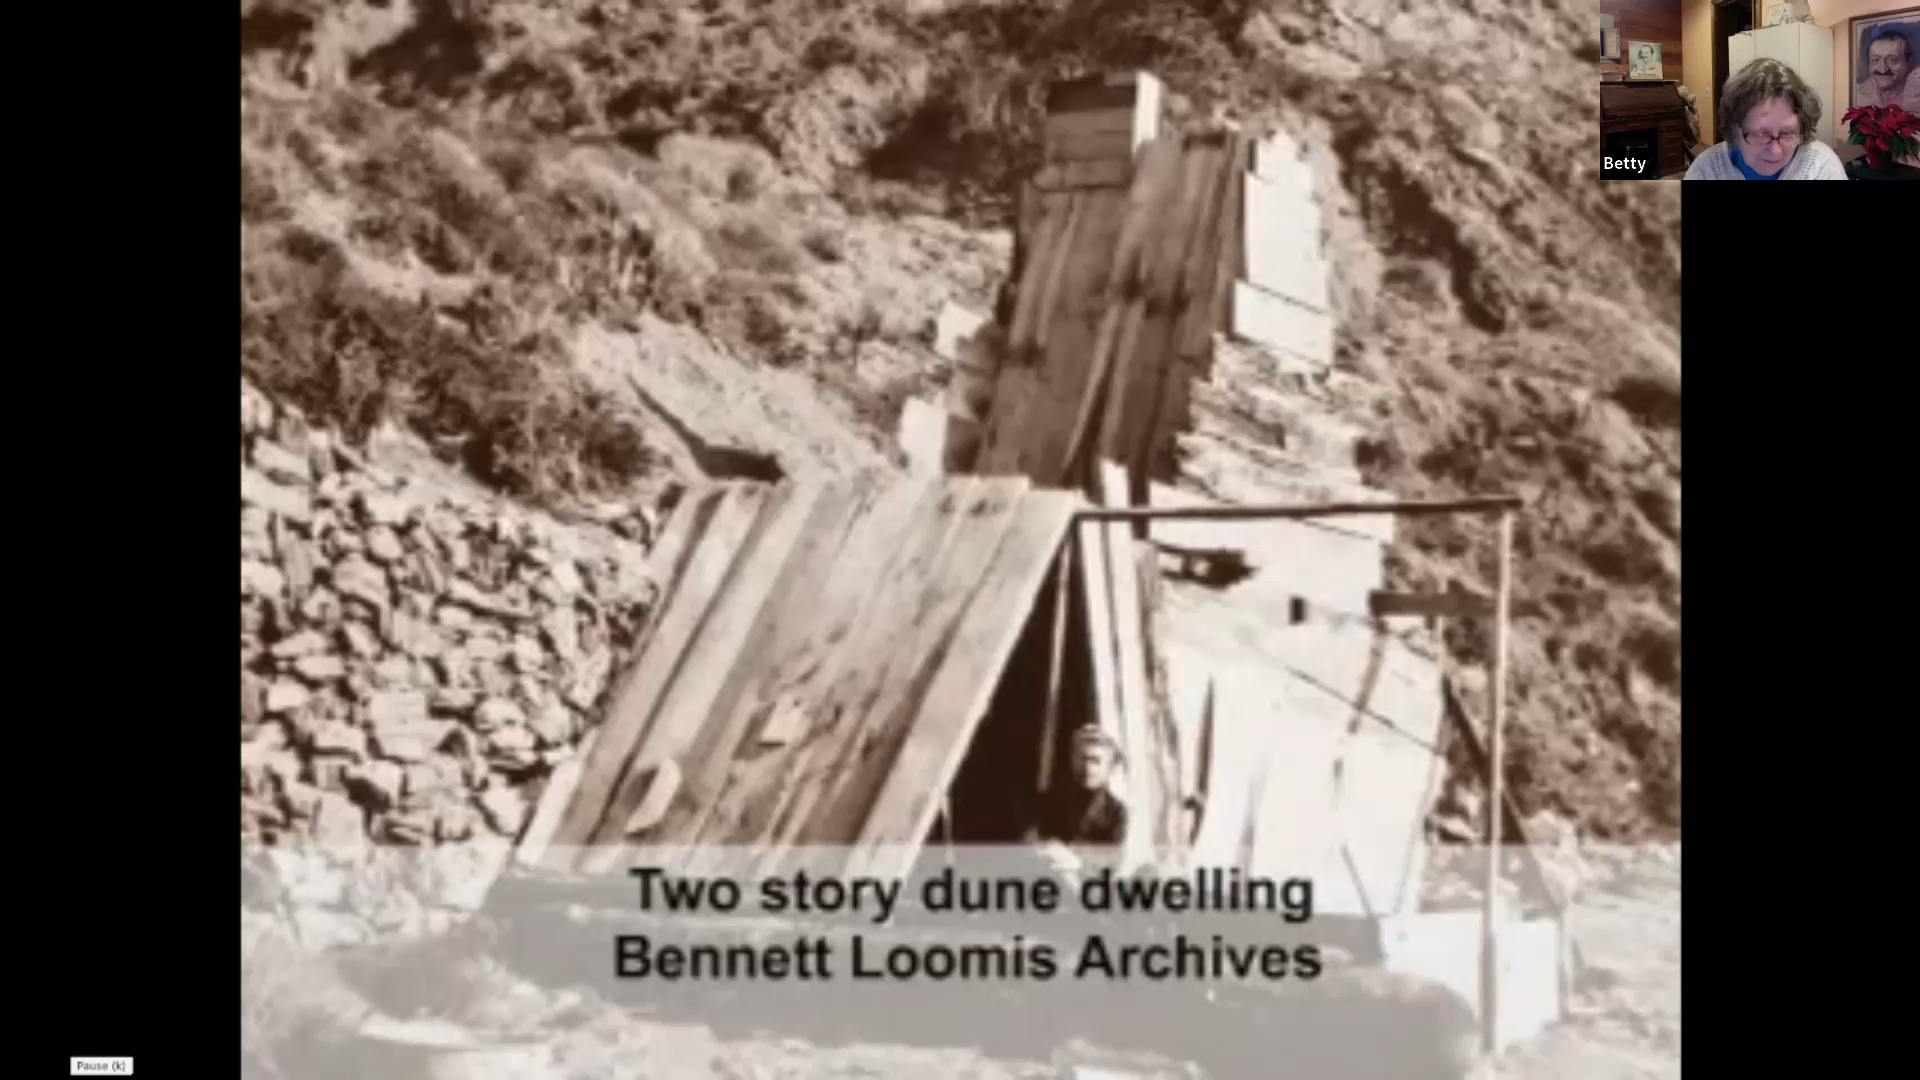 Betty
Two story dune dwelling
Bennett Loomis Archives
Pause (k)